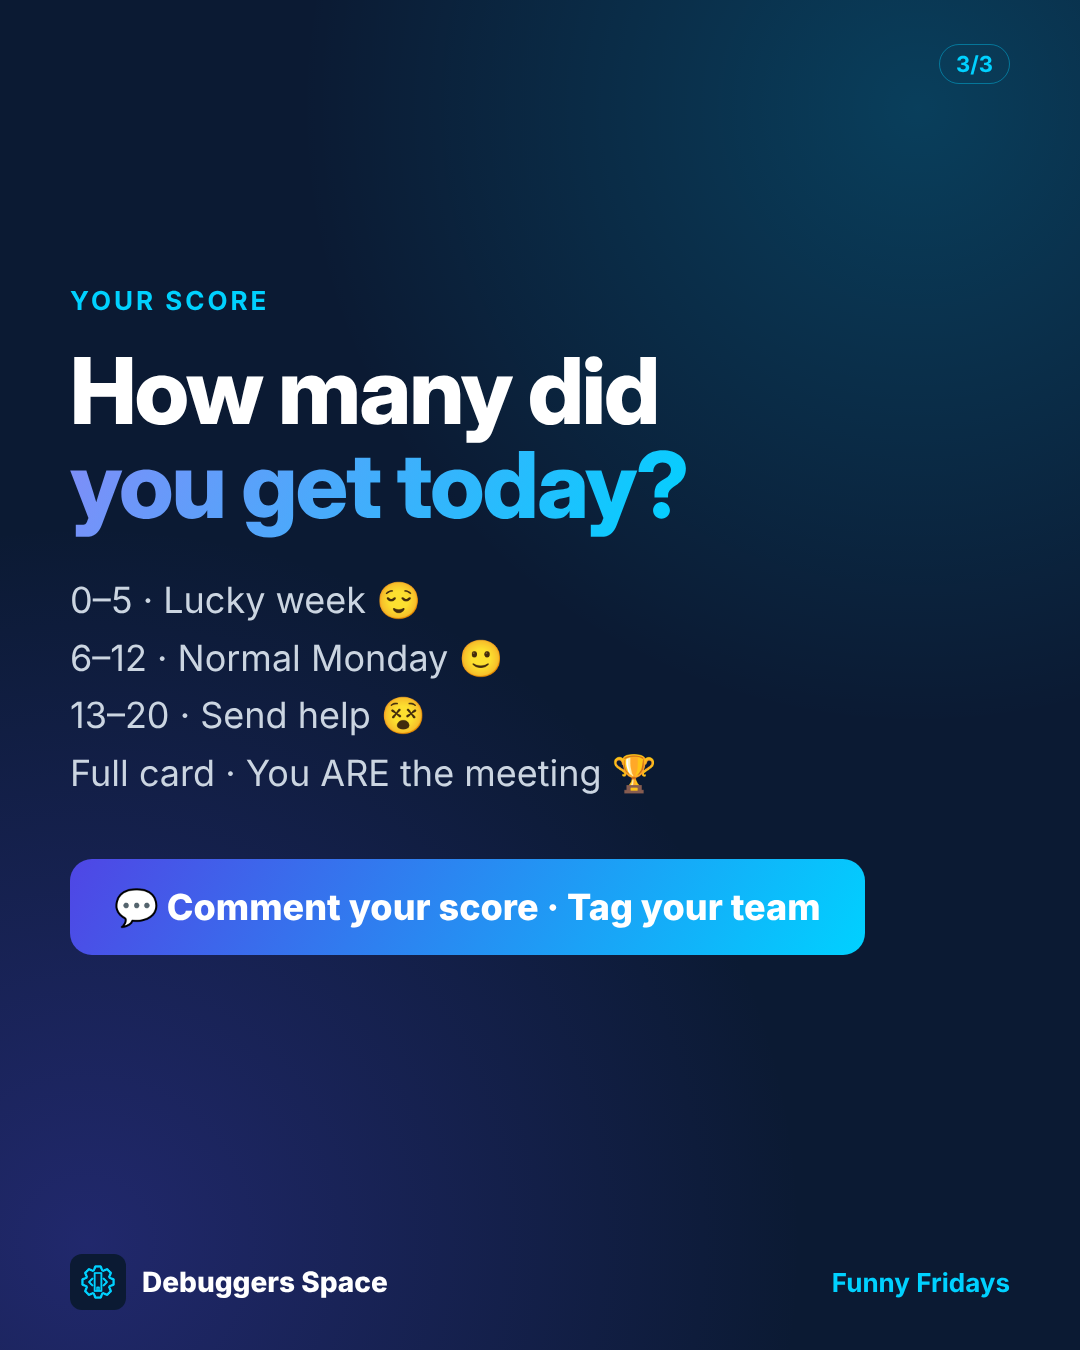 3/3
YOUR SCORE
How many did
you get today?
0–5 · Lucky week 😌
6–12 · Normal Monday 🙂
13–20 · Send help 😵
Full card · You ARE the meeting 🏆
💬 Comment your score · Tag your team
Debuggers Space
Funny Fridays